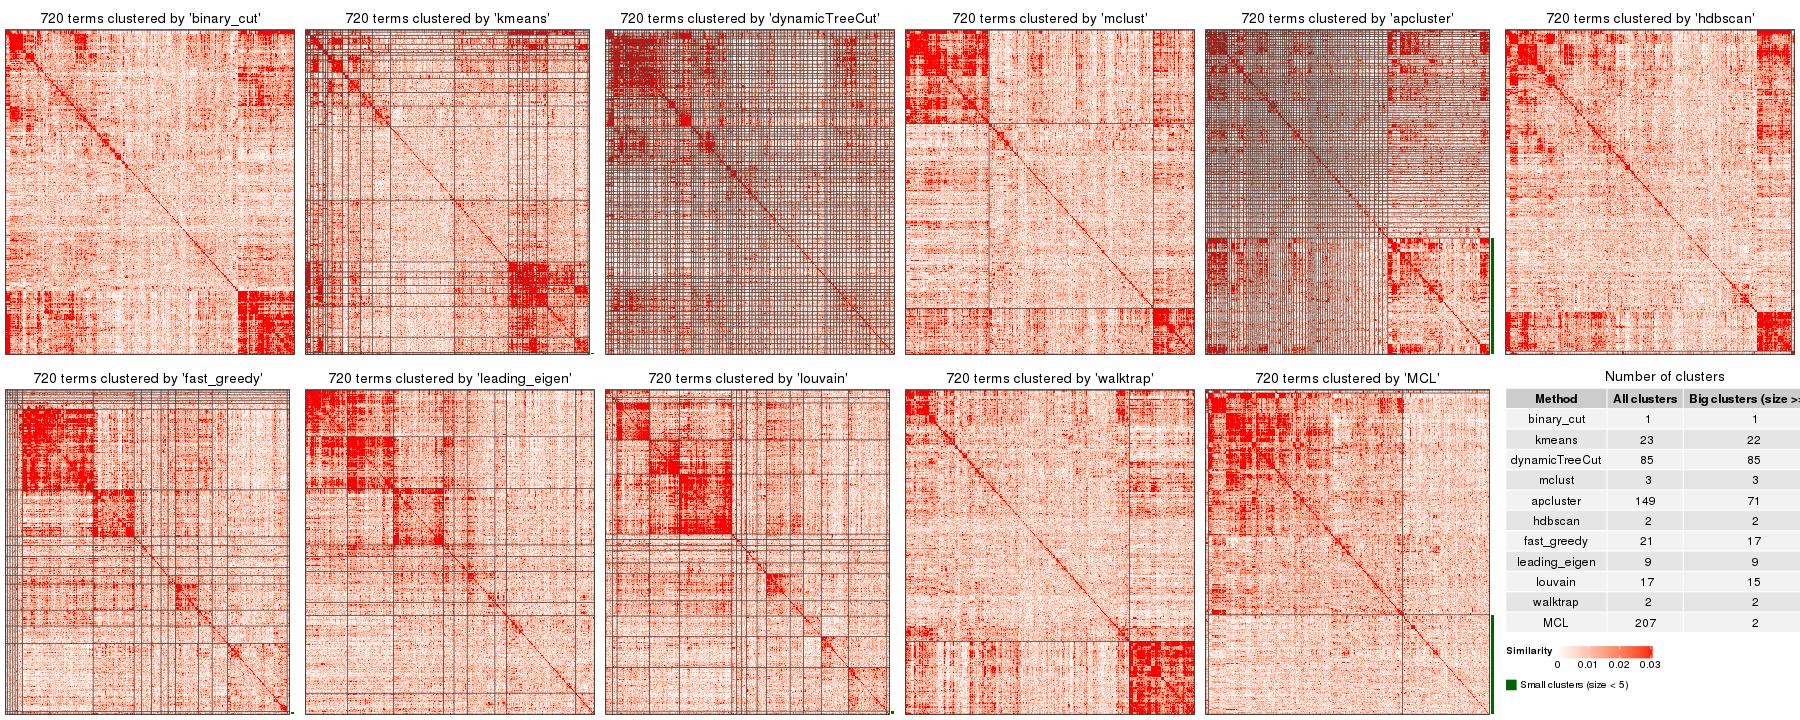 720 terms clustered by 'binary_cut'
720 terms clustered by 'kmeans'
720 terms clustered by 'dynamicTreeCut'
720 terms clustered by 'mclust'
720 terms clustered by 'apcluster'
720 terms clustered by 'hdbscan'
720 terms clustered by 'fast_greedy'
720 terms clustered by 'leading_eigen'
720 terms clustered by 'louvain'
720 terms clustered by 'walktrap'
720 terms clustered by 'MCL'
Number of clusters
Method All clusters Big clusters (size >=
binary_cut 1 1
kmeans 23 22
dynamicTreeCut 85 85
mclust 3 3
apcluster 149 71
hdbscan 2 2
fast_greedy 21 17
leading_eigen 9 9
louvain 17 15
walktrap 2 2
MCL 207 2
Similarity
0 0.01 0.02 0.03
Small clusters (size < 5)